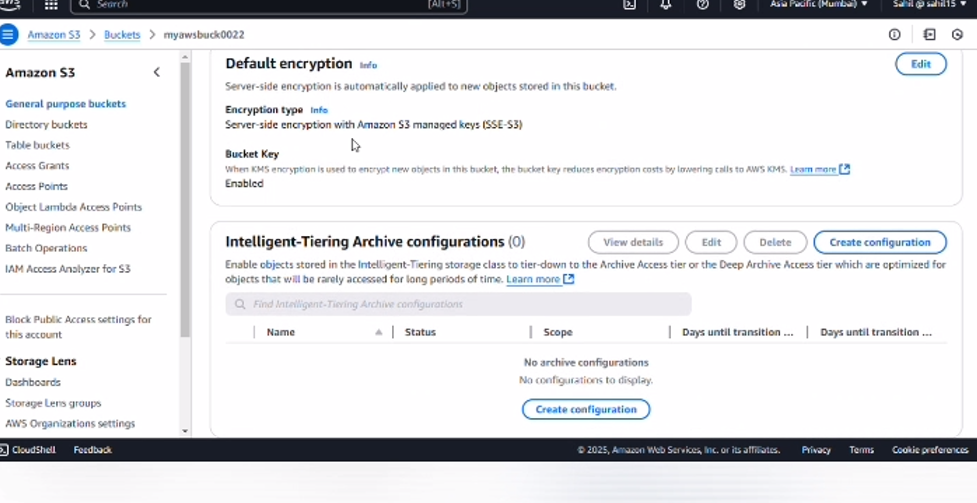 aws
Search
[Alt+S]
Asia Pacific (Mumbai)
Sahil @ sahil15
Amazon S3
Buckets
myawsbuck0022
Amazon S3
General purpose buckets
Directory buckets
Table buckets
Access Grants
Access Points
Object Lambda Access Points
Multi-Region Access Points
Batch Operations
IAM Access Analyzer for S3
Block Public Access settings for
this account
Storage Lens
Dashboards
Storage Lens groups
AWS Organizations settings
Default encryption Info
Edit
Server-side encryption is automatically applied to new objects stored in this bucket.
Encryption type Info
Server-side encryption with Amazon S3 managed keys (SSE-S3)
Bucket Key
When KMS encryption is used to encrypt new objects in this bucket, the bucket key reduces encryption costs by lowering calls to AWS KMS. Learn more
Enabled
Intelligent-Tiering Archive configurations (0)
View details
Edit
Delete
Create configuration
Enable objects stored in the Intelligent-Tiering storage class to tier-down to the Archive Access tier or the Deep Archive Access tier which are optimized for
objects that will be rarely accessed for long periods of time. Learn more
Find Intelligent-Tiering Archive configurations
Name
Status
Scope
Days until transition ...
Days until transition ...
No archive configurations
No configurations to display.
Create configuration
CloudShell
Feedback
© 2025, Amazon Web Services, Inc. or its affiliates.
Privacy
Terms
Cookie preferences